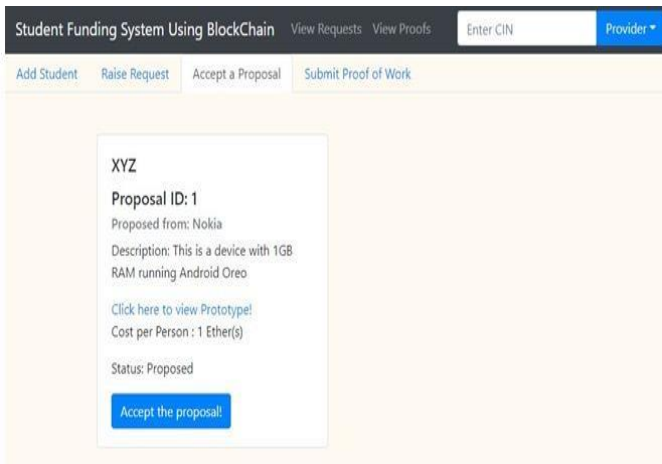 Student Funding System Using BlockChain View Requests View Proofs Enter CIN Provider
Add Student Raise Request Accept a Proposal Submit Proof of Work
XYZ
Proposal ID: 1
Proposed from: Nokia
Description: This is a device with 1GB
RAM running Android Oreo
Click here to view Prototype!
Cost per Person : 1 Ether(s)
Status: Proposed
Accept the proposal!